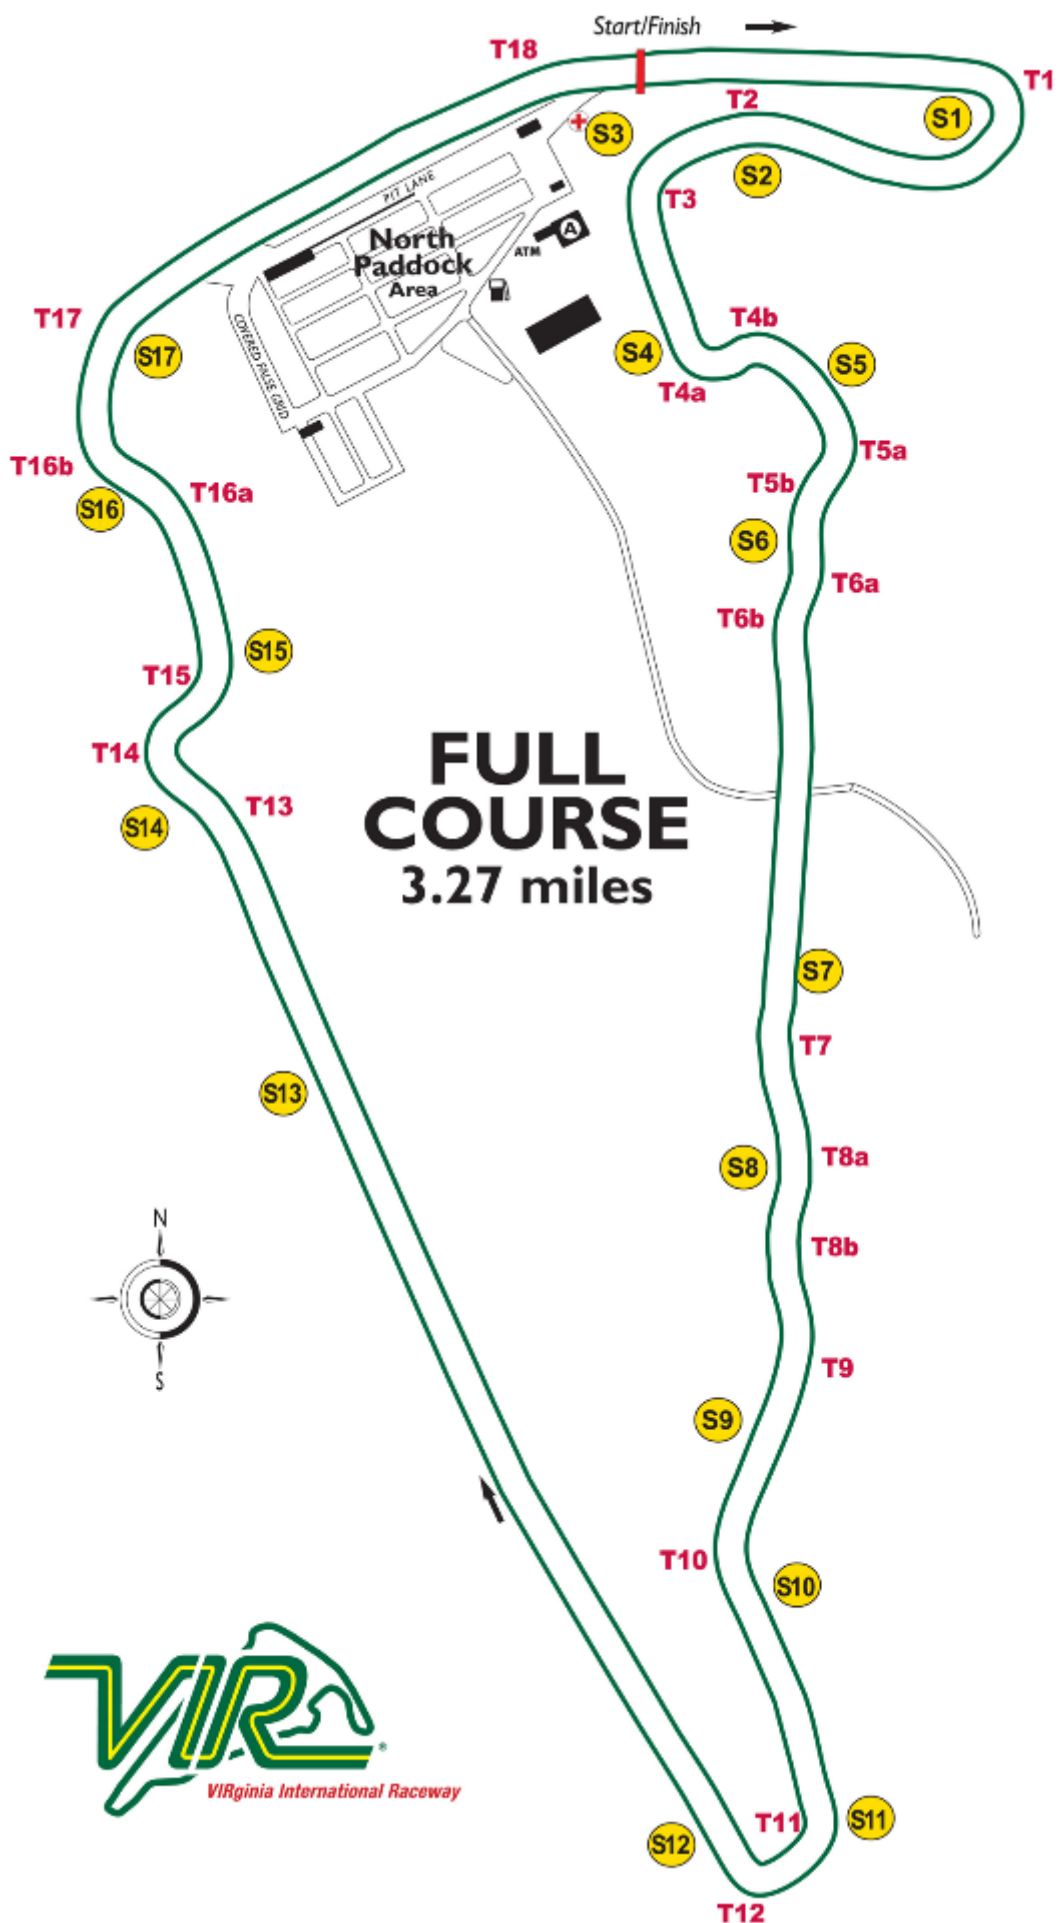 Start/Finish
T18
T1
T2
S1
S3
S2
T3
PIT LANE
North
Paddock
Area
ATM
A
T17
T4b
S17
COVERED FALSE GRID
S4
S5
T4a
T5a
T16b
T16a
T5b
S16
S6
T6a
T6b
S15
T15
T14
FULL
COURSE
3.27 miles
T13
S14
S7
T7
S13
T8a
S8
N
T8b
S
T9
S9
T10
S10
VIR
®
VIRginia International Raceway
T11
S11
S12
T12